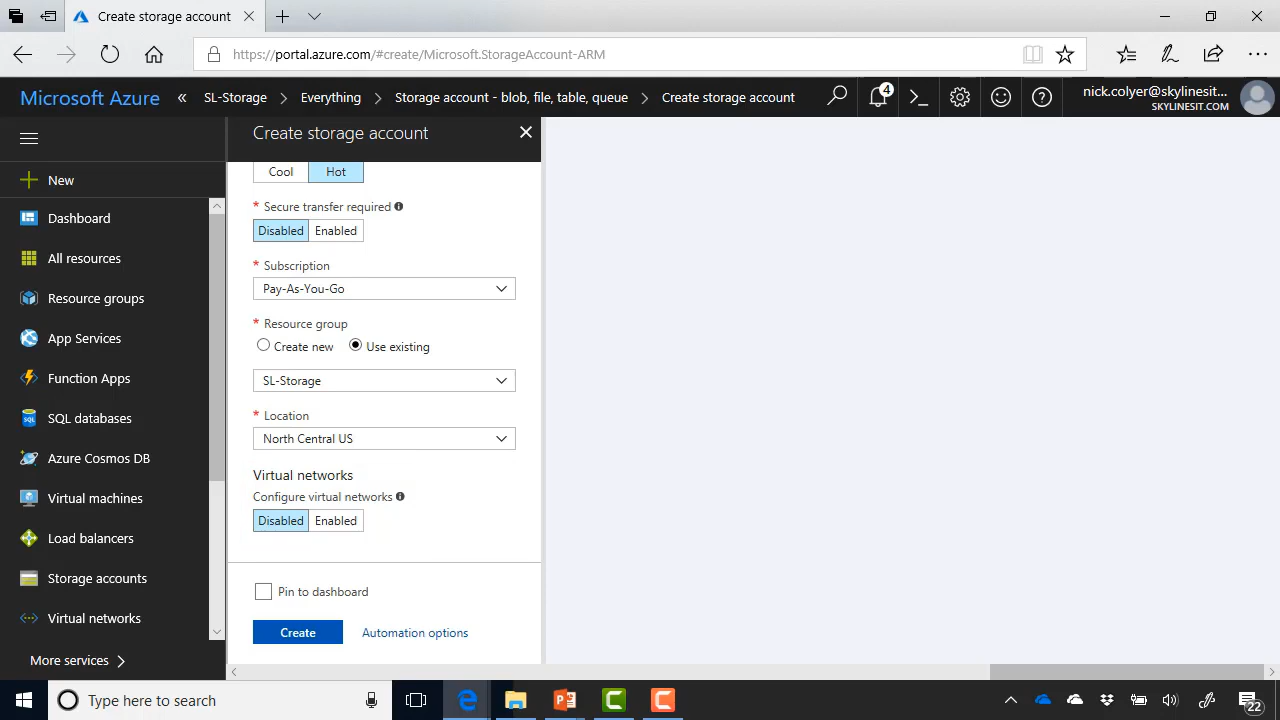 Create storage account
https://portal.azure.com/#create/Microsoft.StorageAccount-ARM
Microsoft Azure « SL-Storage > Everything > Storage account - blob, file, table, queue > Create storage account
4
nick.colyer@skylinesit...
SKYLINESIT.COM
Create storage account
New
Dashboard
All resources
Resource groups
App Services
Function Apps
SQL databases
Azure Cosmos DB
Virtual machines
Load balancers
Storage accounts
Virtual networks
More services >
Cool Hot
* Secure transfer required
Disabled Enabled
* Subscription
Pay-As-You-Go
* Resource group
Create new Use existing
SL-Storage
* Location
North Central US
Virtual networks
Configure virtual networks
Disabled Enabled
Pin to dashboard
Create Automation options
Type here to search
22